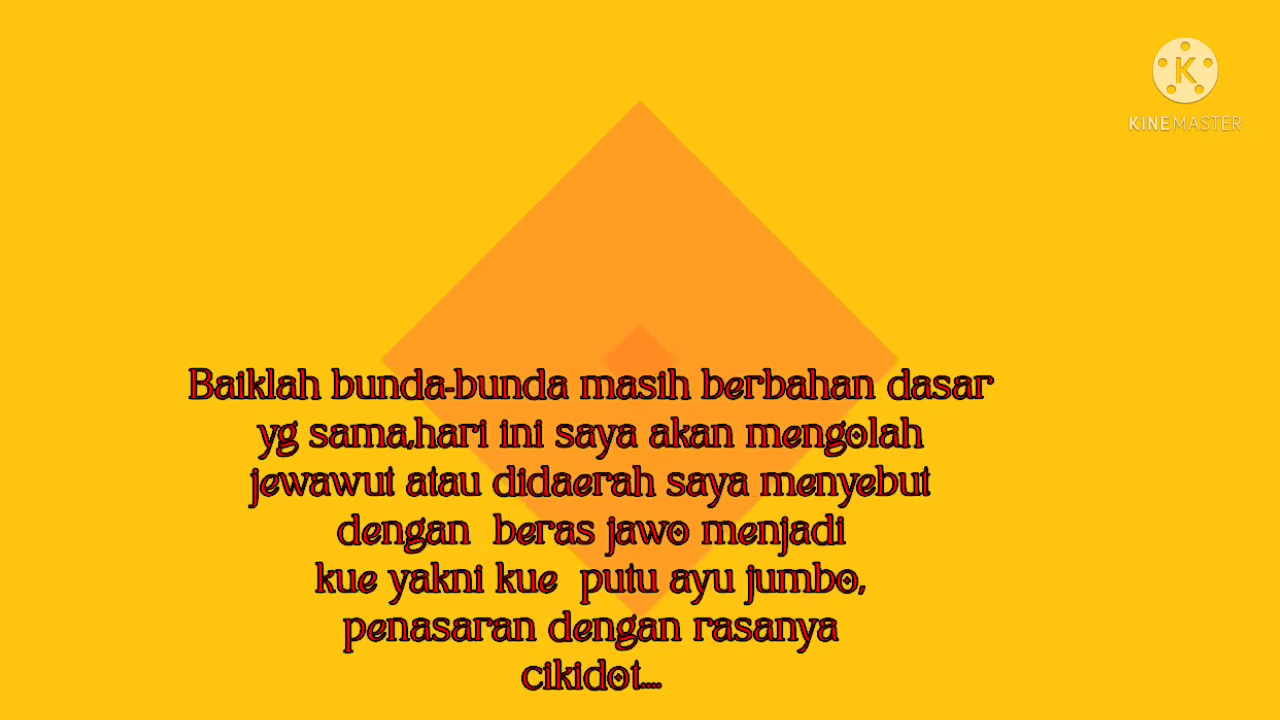 KINEMASTER
Baiklah bunda-bunda masih berbahan dasar
yg sama,hari ini saya akan mengolah
jewawut atau didaerah saya menyebut
dengan  beras jawo menjadi
kue yakni kue  putu ayu jumbo,
penasaran dengan rasanya
cikidot....